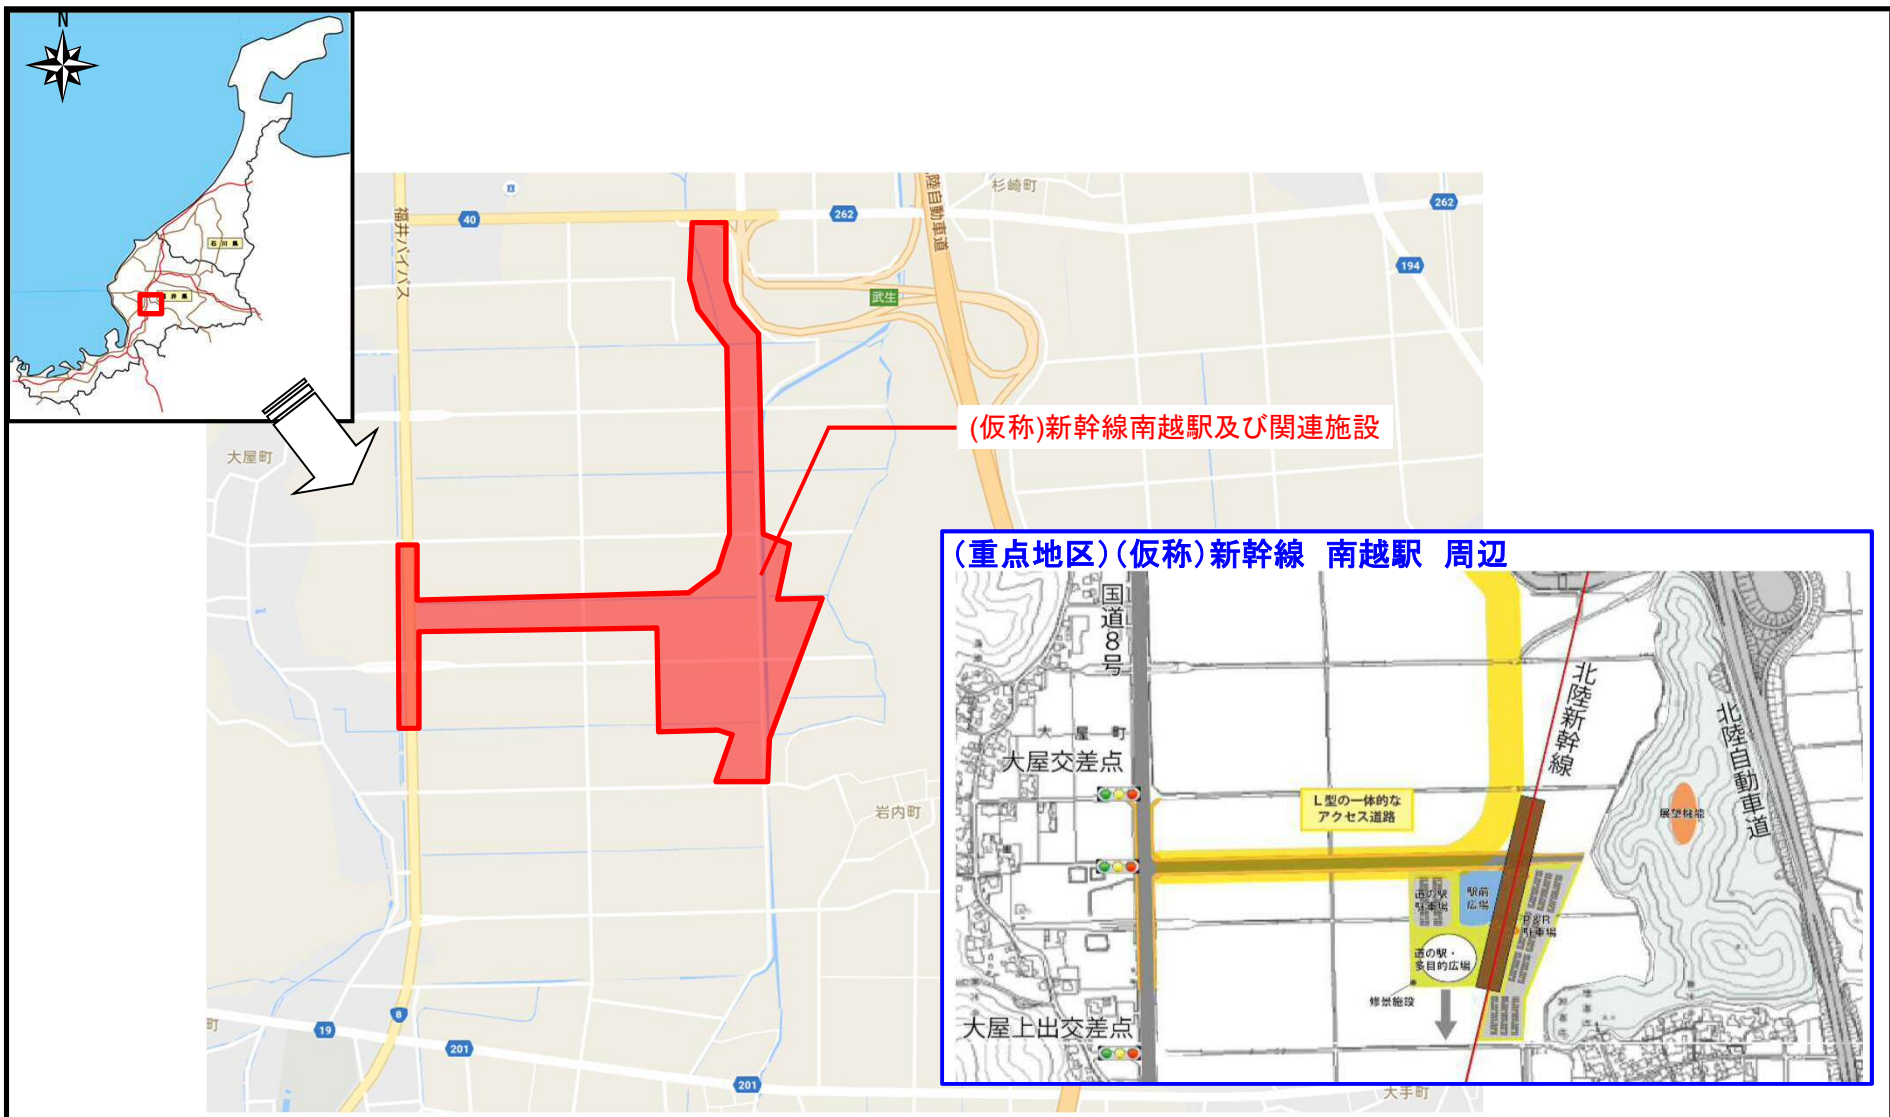 N
石川県
福井バイパス
40
262
陸自動車道
杉崎町
262
194
武生
大屋町
(仮称)新幹線南越駅及び関連施設
岩内町
町
19
8
201
201
大手町
(重点地区)(仮称)新幹線 南越駅 周辺
国道8号
北陸新幹線
北陸自動車道
大屋町
大屋交差点
L型の一体的な
アクセス道路
展望機能
道の駅
駐車場
駅前
広場
P&R
駐車場
道の駅・
多目的広場
修景施設
大屋上出交差点